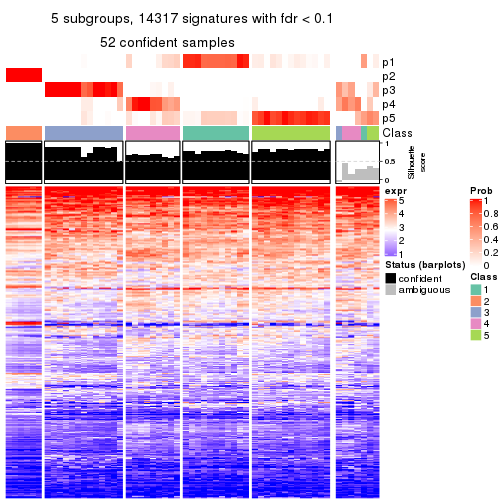 5 subgroups, 14317 signatures with fdr < 0.1
52 confident samples
p1
p2
p3
p4
p5
Class
1
0.5
0
Silhouette
score
expr
5
4
3
2
1
Status (barplots)
confident
ambiguous
Prob
1
0.8
0.6
0.4
0.2
0
Class
1
2
3
4
5